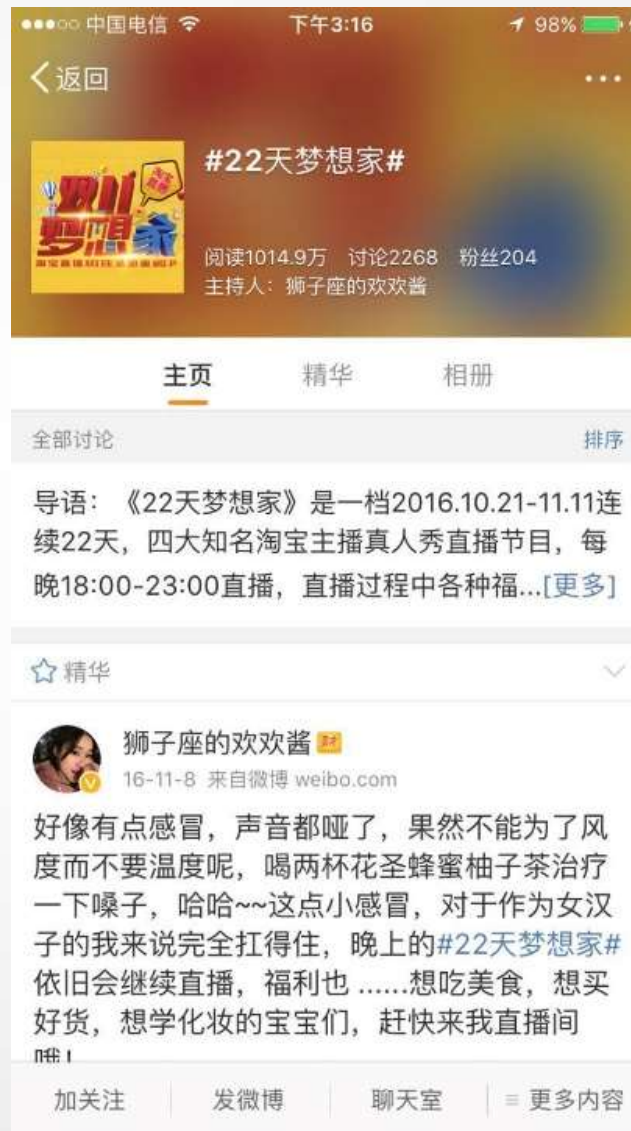 中国电信 下午3:16 98%
返回
双11
淘宝直播
梦想家
#22天梦想家#
阅读1014.9万 讨论2268 粉丝204
主持人：狮子座的欢欢酱
主页 精华 相册
全部讨论 排序
导语：《22天梦想家》是一档2016.10.21-11.11连
续22天，四大知名淘宝主播真人秀直播节目，每
晚18:00-23:00直播，直播过程中各种福...[更多]
精华
狮子座的欢欢酱
16-11-8 来自微博 weibo.com
好像有点感冒，声音都哑了，果然不能为了风
度而不要温度呢，喝两杯花圣蜂蜜柚子茶治疗
一下嗓子，哈哈~~这点小感冒，对于作为女汉
子的我来说完全扛得住，晚上的#22天梦想家#
依旧会继续直播，福利也 ......想吃美食，想买
好货，想学化妆的宝宝们，赶快来我直播间
哦！
加关注 发微博 聊天室 更多内容